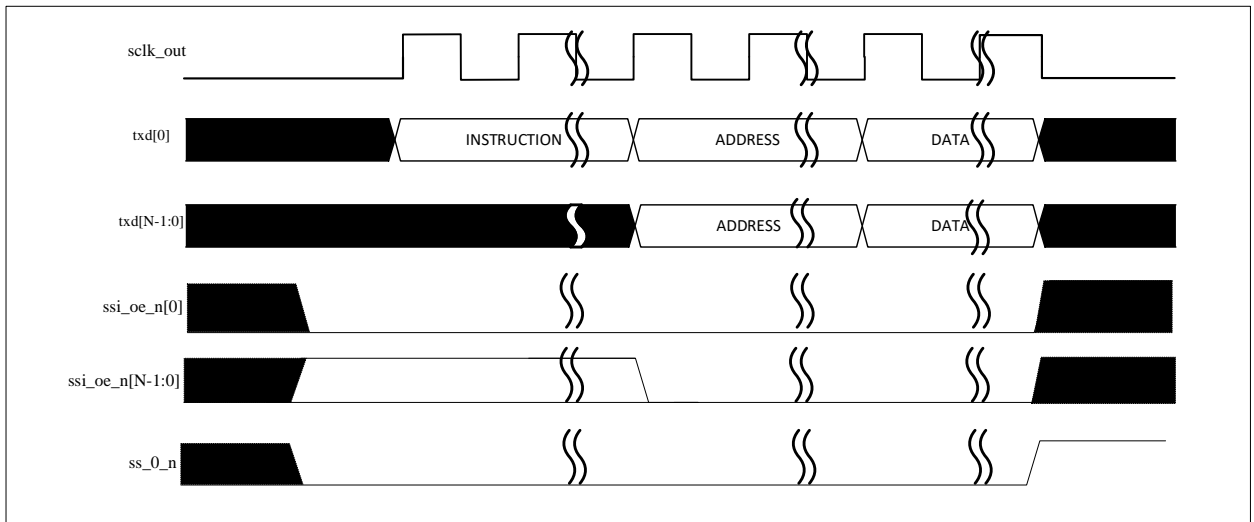 sclk_out
txd[0]
INSTRUCTION
ADDRESS
DATA
txd[N-1:0]
ADDRESS
DATA
ssi_oe_n[0]
ssi_oe_n[N-1:0]
ss_0_n